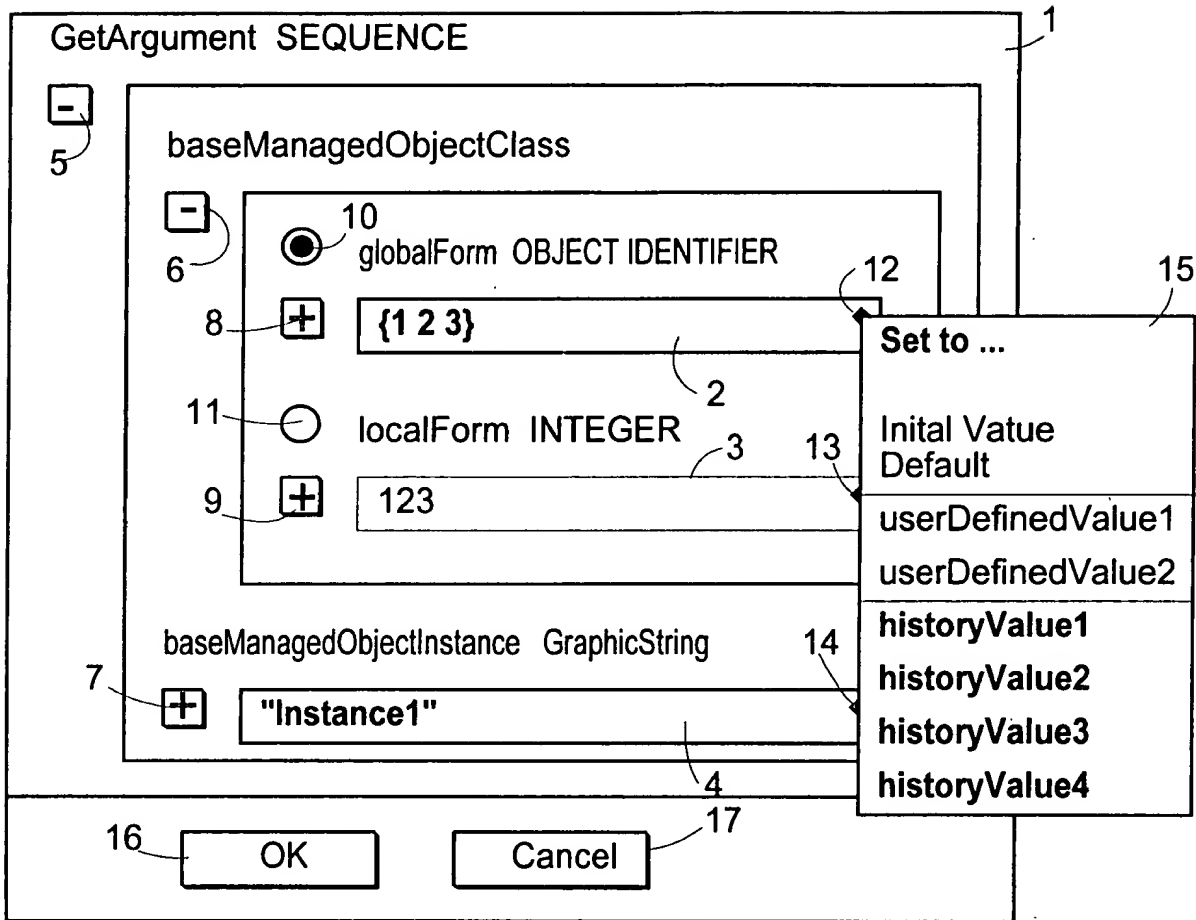 GetArgument SEQUENCE
1
-
5
baseManagedObjectClass
-
6
10
globalForm OBJECT IDENTIFIER
12
15
8
+
{1 2 3}
2
Set to ...
11
localForm INTEGER
3
13
Inital Vatue
Default
9
+
123
userDefinedValue1
userDefinedValue2
baseManagedObjectInstance GraphicString
14
historyValue1
historyValue2
7
+
"Instance1"
4
historyValue3
historyValue4
16
OK
Cancel
17